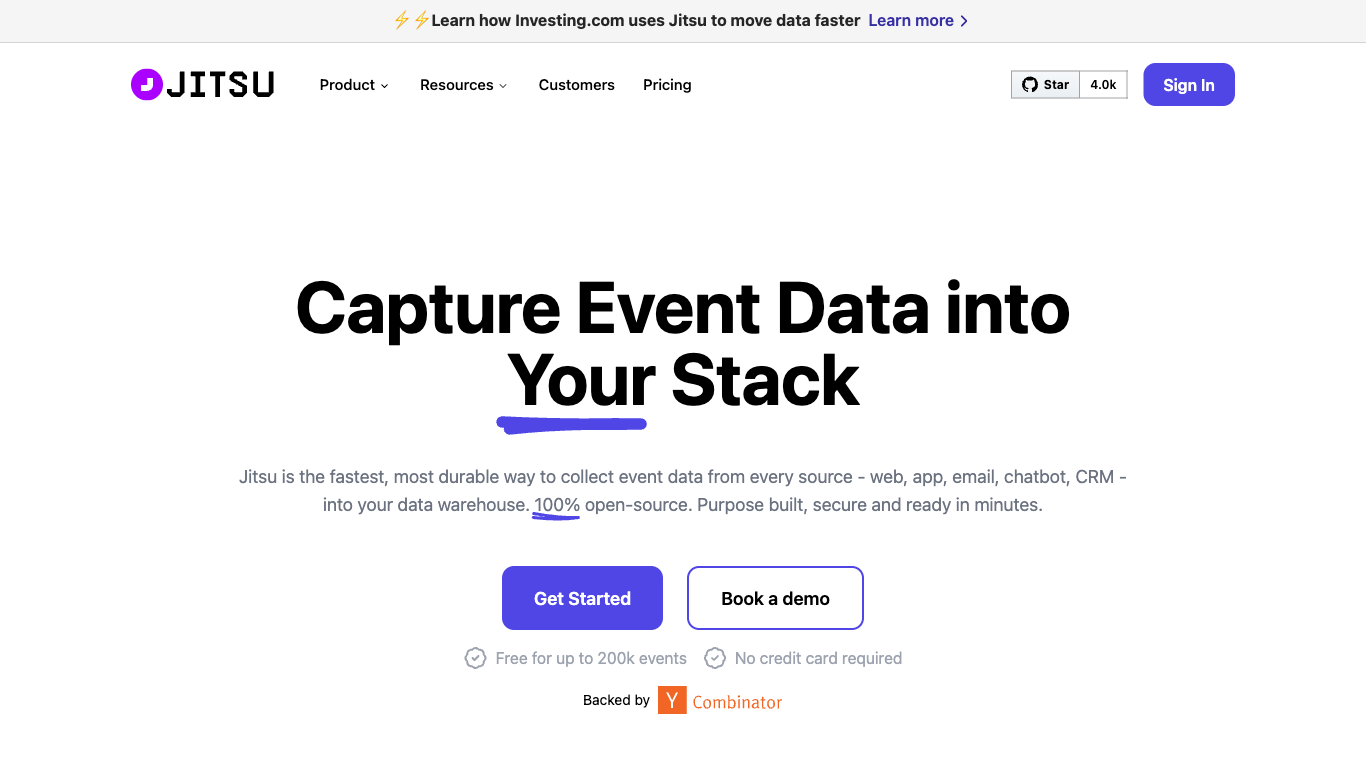 ⚡⚡Learn how Investing.com uses Jitsu to move data faster Learn more
JITSU Product Resources Customers Pricing Star 4.0k Sign In
Capture Event Data into
Your Stack
Jitsu is the fastest, most durable way to collect event data from every source - web, app, email, chatbot, CRM -
into your data warehouse. 100% open-source. Purpose built, secure and ready in minutes.
Get Started Book a demo
Free for up to 200k events No credit card required
Backed by Y Combinator